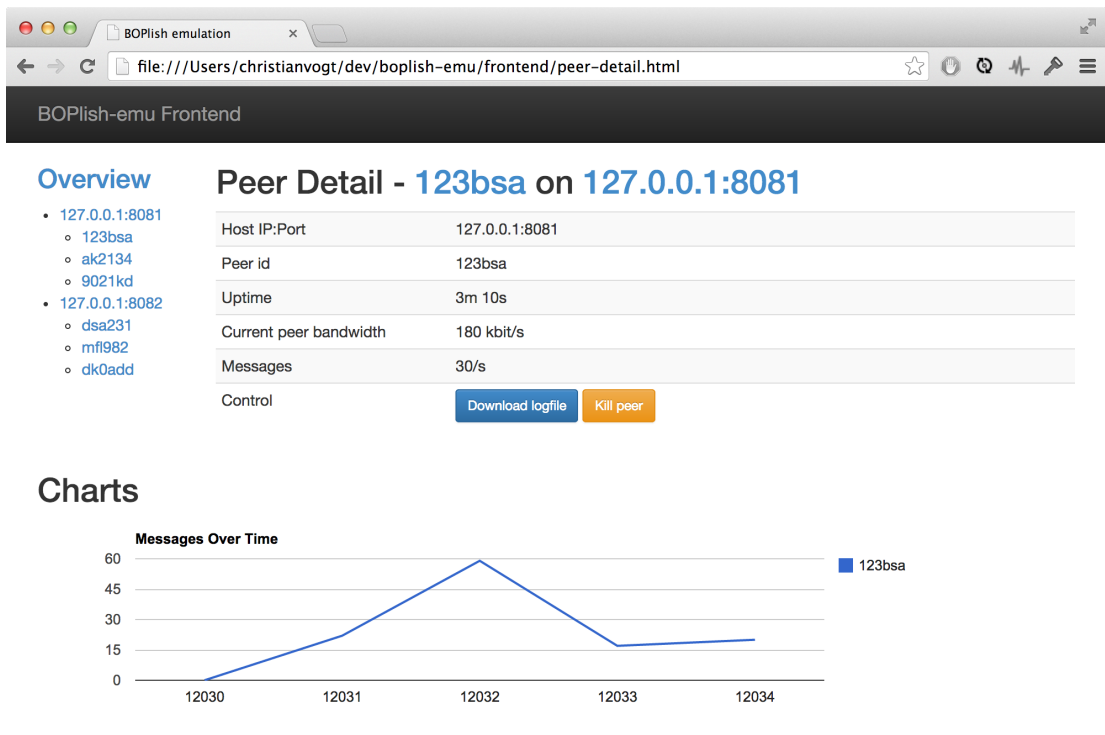 BOPlish emulation
file:///Users/christianvogt/dev/boplish-emu/frontend/peer-detail.html
BOPlish-emu Frontend
Overview
127.0.0.1:8081
123bsa
ak2134
9021kd
127.0.0.1:8082
dsa231
mfl982
dk0add
Peer Detail - 123bsa on 127.0.0.1:8081
Host IP:Port 127.0.0.1:8081
Peer id 123bsa
Uptime 3m 10s
Current peer bandwidth 180 kbit/s
Messages 30/s
Control Download logfile Kill peer
Charts
Messages Over Time
60
45
30
15
0
12030 12031 12032 12033 12034
123bsa